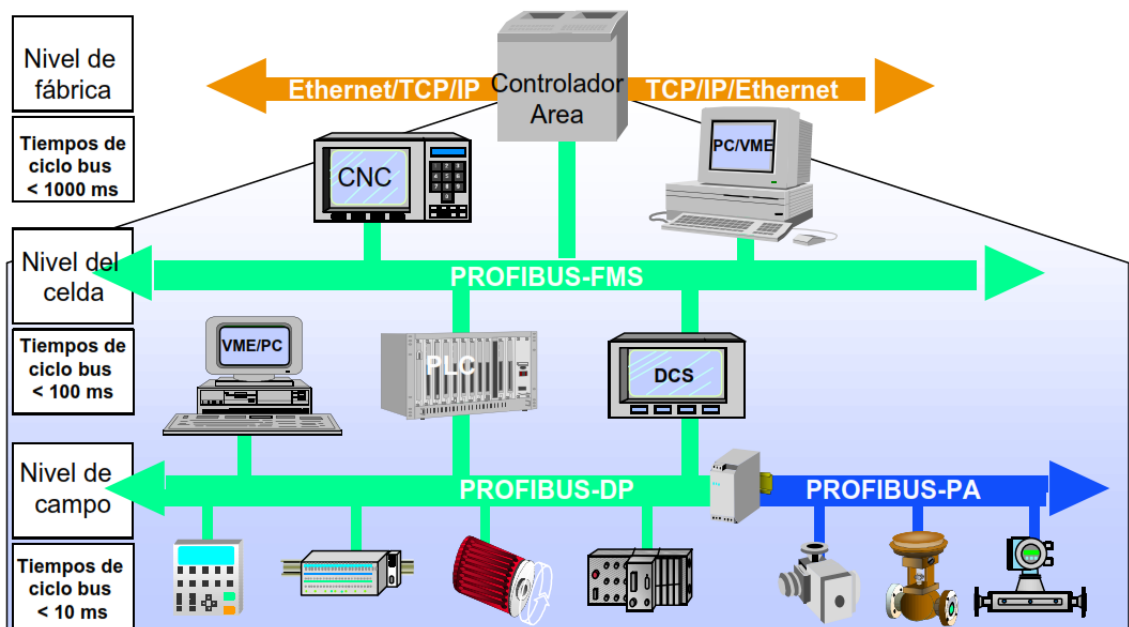 Nivel de
fábrica
Ethernet/TCP/IP
Controlador
Area
TCP/IP/Ethernet
Tiempos de
ciclo bus
< 1000 ms
CNC
PC/VME
Nivel del
celda
PROFIBUS-FMS
Tiempos de
ciclo bus
< 100 ms
VME/PC
PLC
DCS
Nivel de
campo
PROFIBUS-DP
PROFIBUS-PA
Tiempos de
ciclo bus
< 10 ms